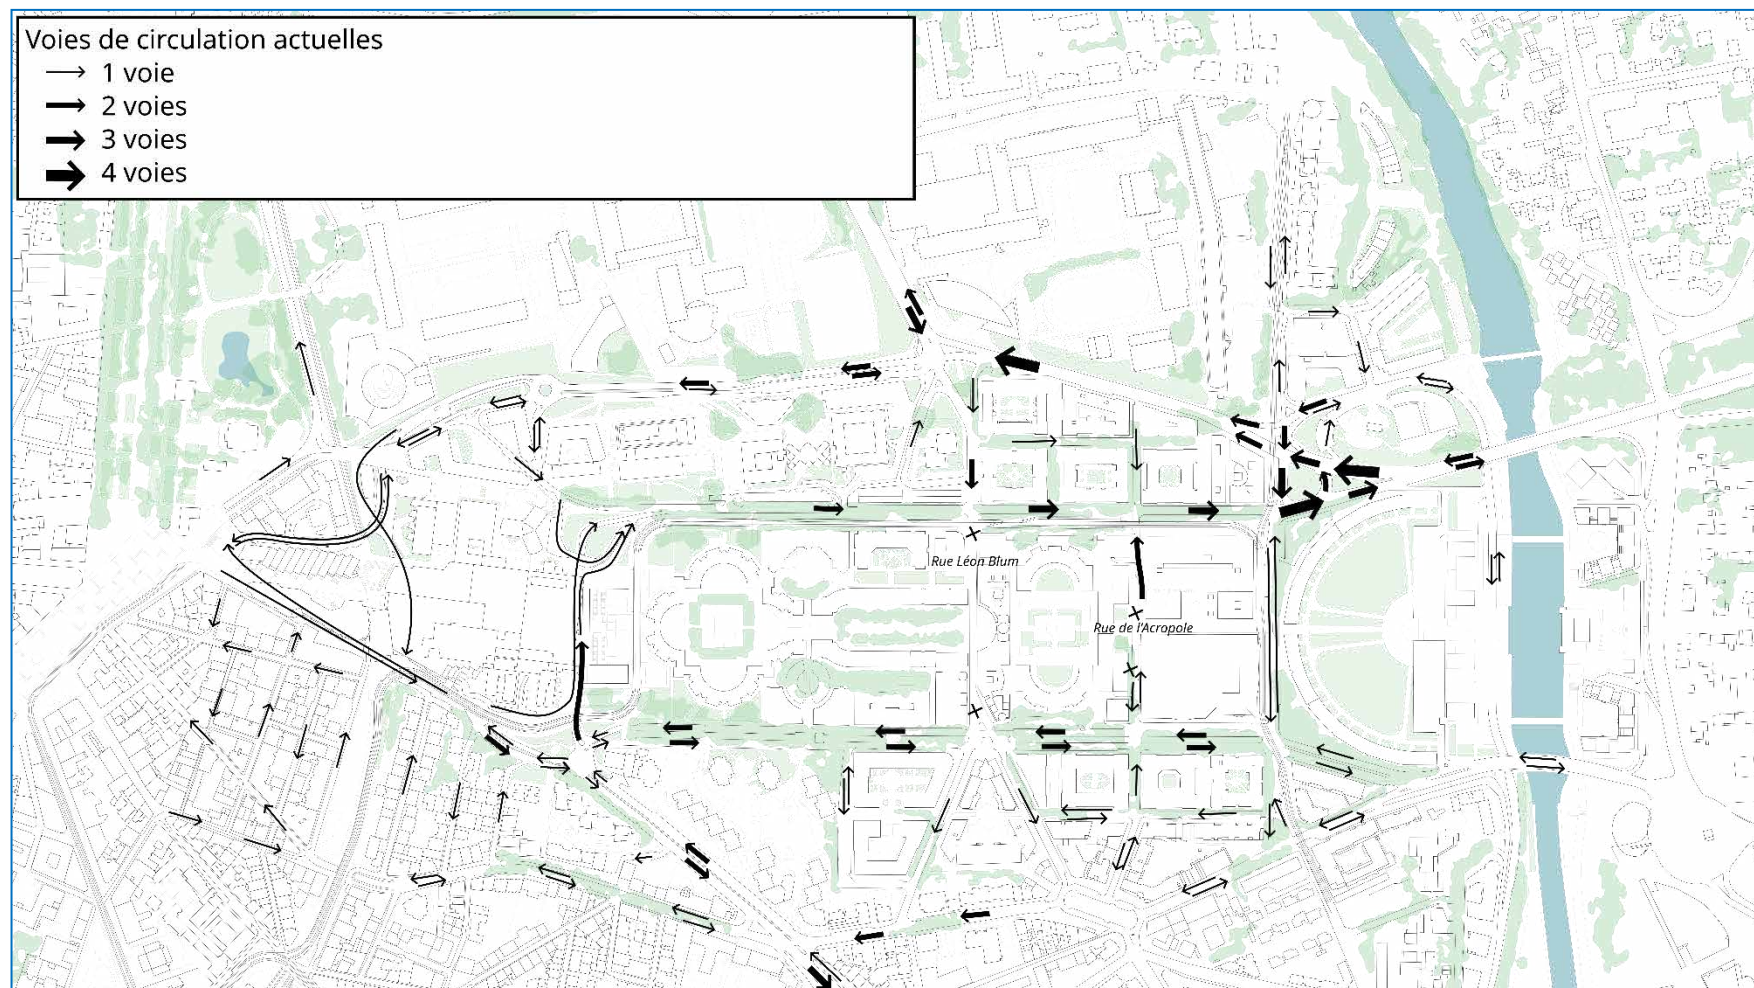 Voies de circulation actuelles
1 voie
2 voies
3 voies
4 voies
Rue Léon Blum
Rue de l'Acropole